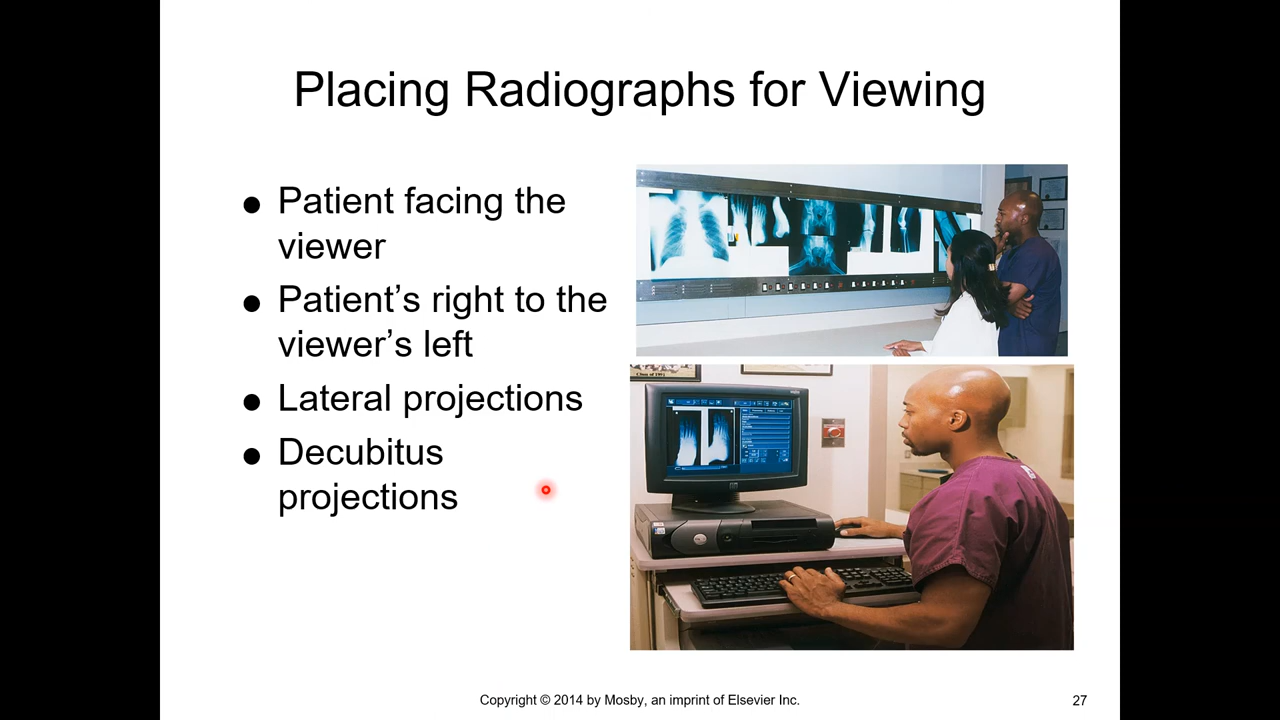 Placing Radiographs for Viewing
● Patient facing the
viewer
● Patient’s right to the
viewer’s left
● Lateral projections
● Decubitus
projections
Copyright © 2014 by Mosby, an imprint of Elsevier Inc.
27